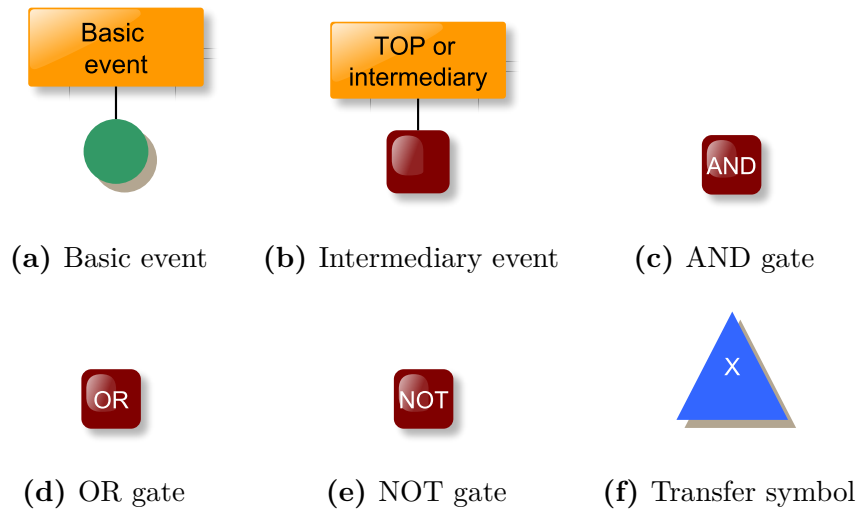 Basic
event
TOP or
intermediary
AND
(a) Basic event
(b) Intermediary event
(c) AND gate
OR
NOT
X
(d) OR gate
(e) NOT gate
(f) Transfer symbol